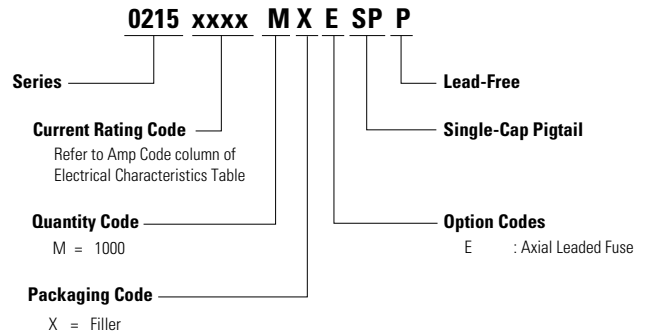 0215 xxxx M X E SP P
Series
Lead-Free
Current Rating Code
Single-Cap Pigtail
Refer to Amp Code column of
Electrical Characteristics Table
Quantity Code
Option Codes
M = 1000
E : Axial Leaded Fuse
Packaging Code
X = Filler